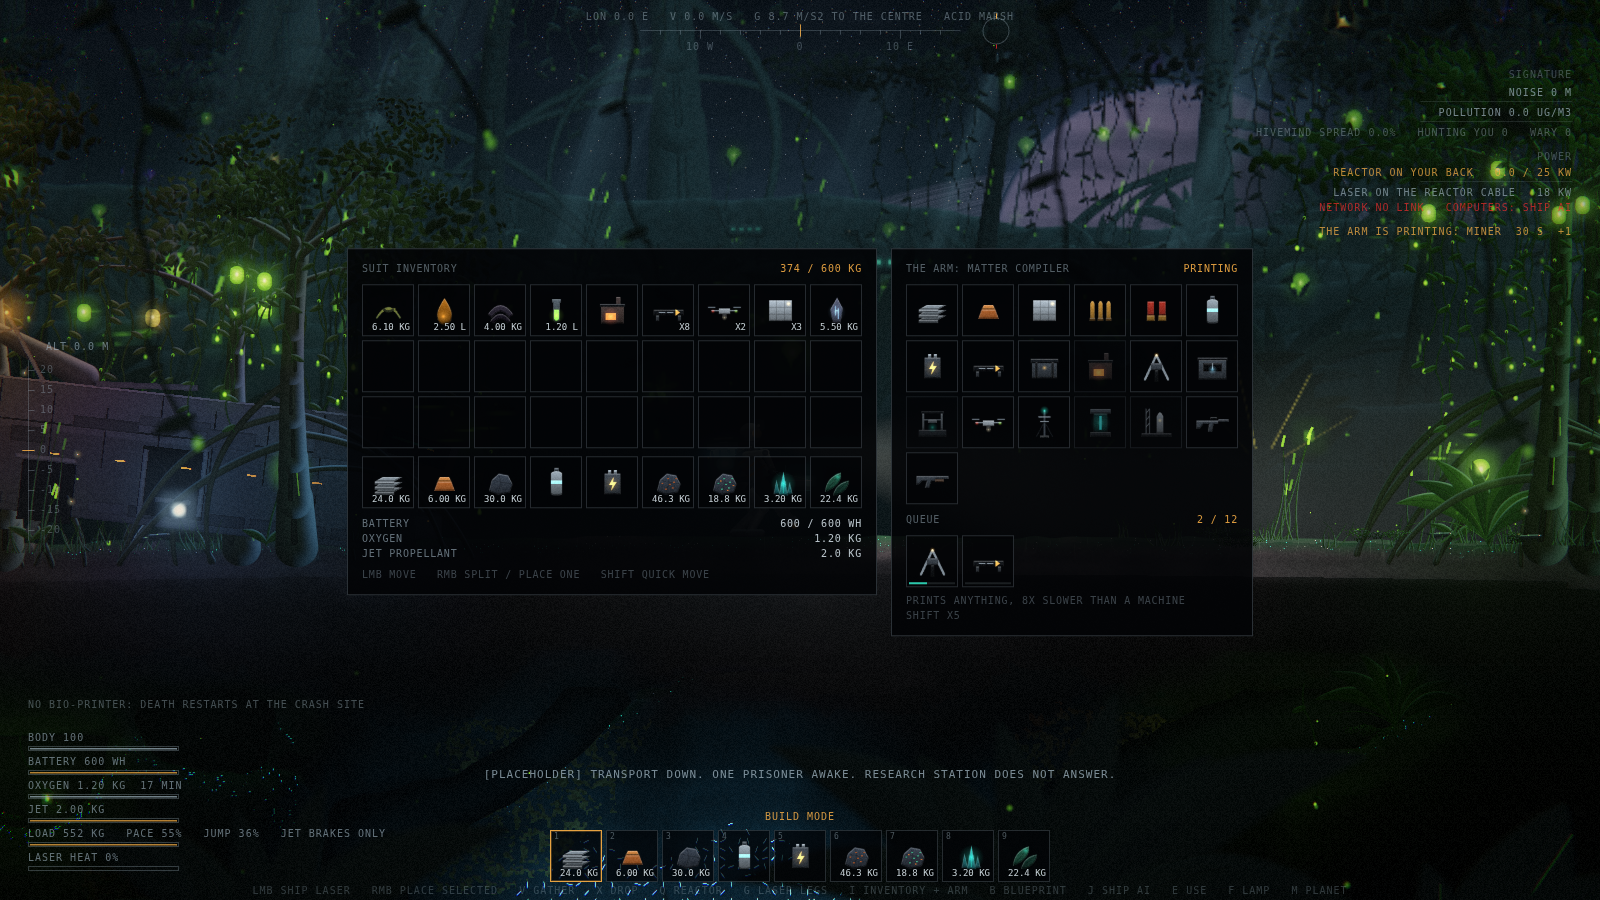 LON 0.0 E   V 0.0 M/S   G 8.7 M/S2 TO THE CENTRE   ACID MARSH
10 W   0   10 E
SIGNATURE
NOISE 0 M
POLLUTION 0.0 UG/M3
HIVEMIND SPREAD 0.0%   HUNTING YOU 0   WARY 0
POWER
REACTOR ON YOUR BACK   / 25 KW
LASER ON THE REACTOR CABLE   18 KW
NETWORK NO LINK   COMPUTERS: SHIP
THE ARM IS PRINTING: MINER   30 S   +1
ALT 0.0 M
20
15
10
0
-5
-15
-20
SUIT INVENTORY   374 / 600 KG
6.10 KG   2.50 L   4.00 KG   1.20 L   X8   X2   X3   5.50 KG
24.0 KG   6.00 KG   30.0 KG   46.3 KG   18.8 KG   3.20 KG   22.4 KG
BATTERY   600 / 600 WH
OXYGEN   1.20 KG
JET PROPELLANT   2.0 KG
LMB MOVE   RMB SPLIT / PLACE ONE   SHIFT QUICK MOVE
THE ARM: MATTER COMPILER   PRINTING
QUEUE   2 / 12
PRINTS ANYTHING, 8X SLOWER THAN A MACHINE
SHIFT X5
NO BIO-PRINTER: DEATH RESTARTS AT THE CRASH SITE
BODY 100
BATTERY 600 WH
OXYGEN 1.20 KG   17 MIN
JET 2.00 KG
LOAD 552 KG   PACE 55%   JUMP 36%   JET BRAKES ONLY
LASER HEAT 0%
[PLACEHOLDER] TRANSPORT DOWN. ONE PRISONER AWAKE. RESEARCH STATION DOES NOT ANSWER.
BUILD MODE
1   2   3   4   5   6   7   8   9
24.0 KG   6.00 KG   30.0 KG   46.3 KG   18.8 KG   3.20 KG   22.4 KG
LMB SHIP LASER   RMB PLACE SELECTED   GATHER   X DROP   REACTOR   G LASER LEGS   I INVENTORY + ARM   B BLUEPRINT   J SHIP AI   E USE   F LAMP   M PLANET